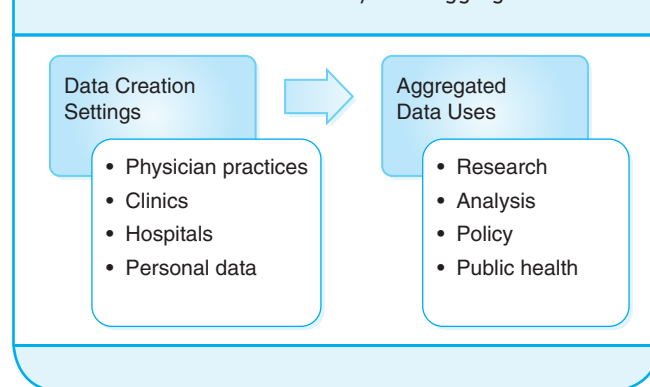 Data Creation
Settings
• Physician practices
• Clinics
• Hospitals
• Personal data
Aggregated
Data Uses
• Research
• Analysis
• Policy
• Public health